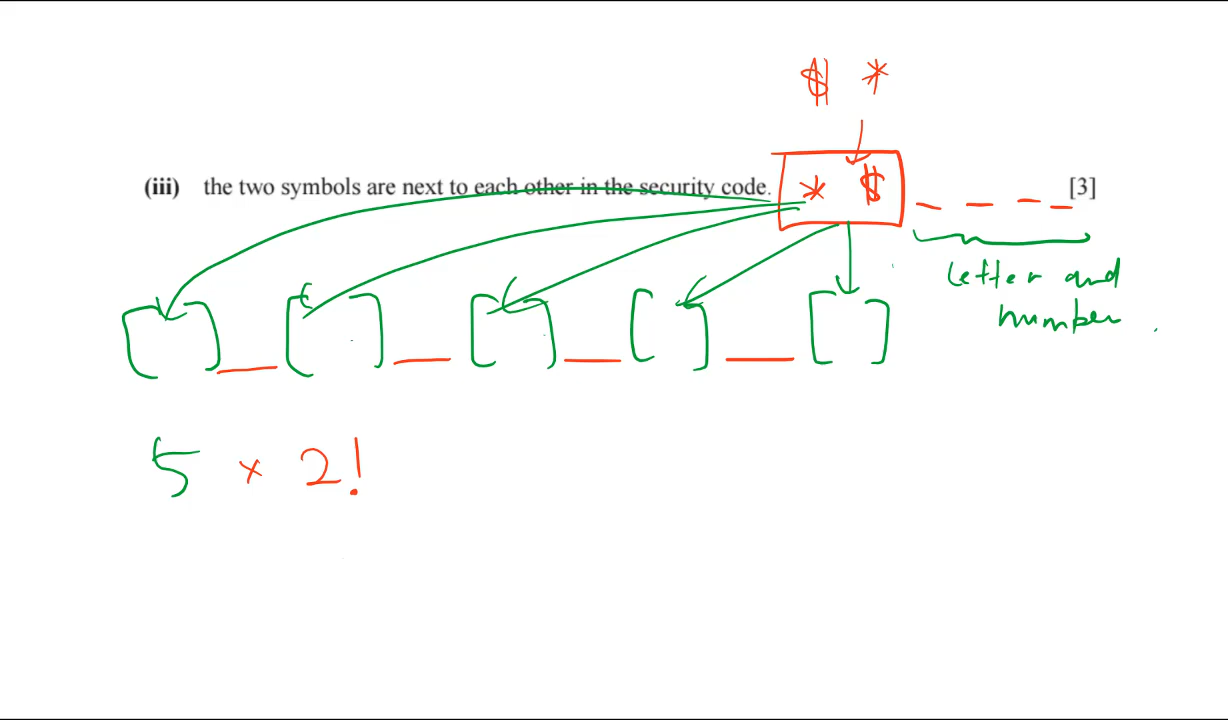 $ *
(iii) the two symbols are next to each other in the security code. [3]
* $ _ _ _ _
letter and
number
[ ] _ [ ] _ [ ] _ [ ] _ [ ]
5 × 2!